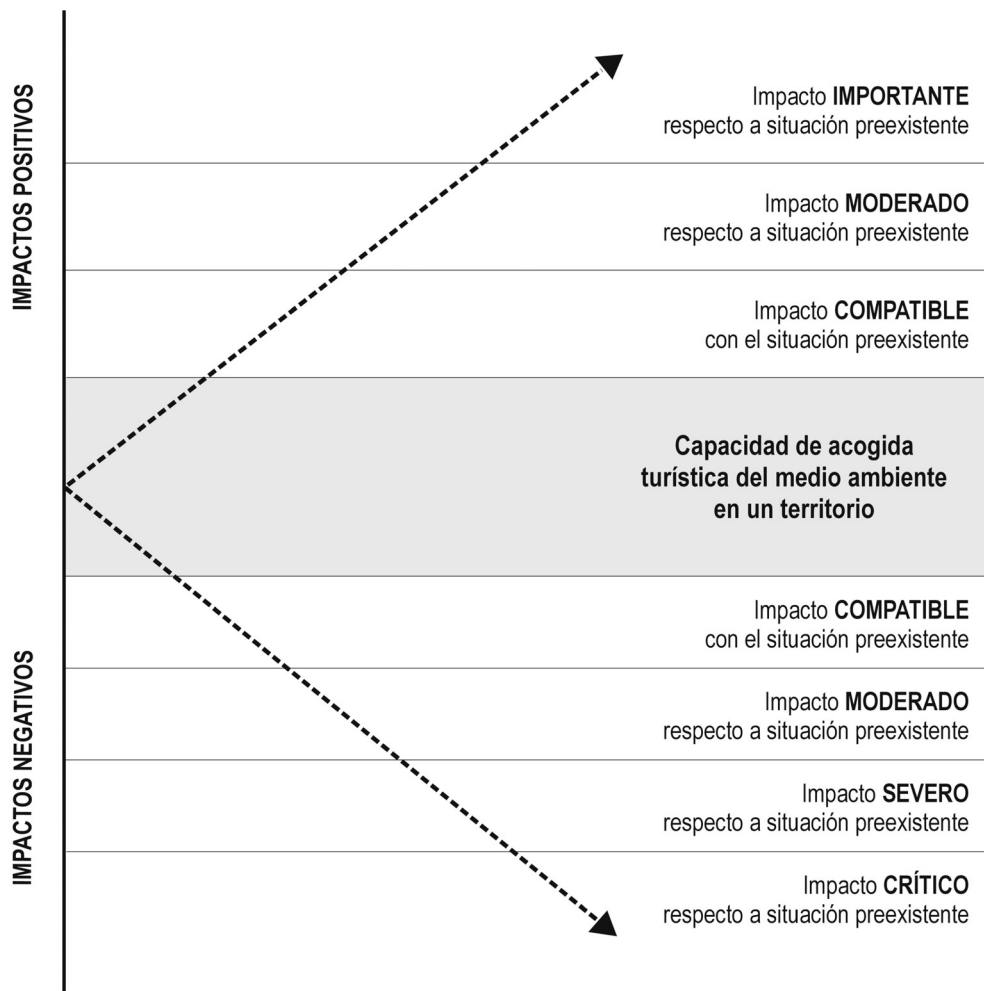 IMPACTOS POSITIVOS
Impacto IMPORTANTE
respecto a situación preexistente
Impacto MODERADO
respecto a situación preexistente
Impacto COMPATIBLE
con el situación preexistente
Capacidad de acogida
turística del medio ambiente
en un territorio
IMPACTOS NEGATIVOS
Impacto COMPATIBLE
con el situación preexistente
Impacto MODERADO
respecto a situación preexistente
Impacto SEVERO
respecto a situación preexistente
Impacto CRÍTICO
respecto a situación preexistente